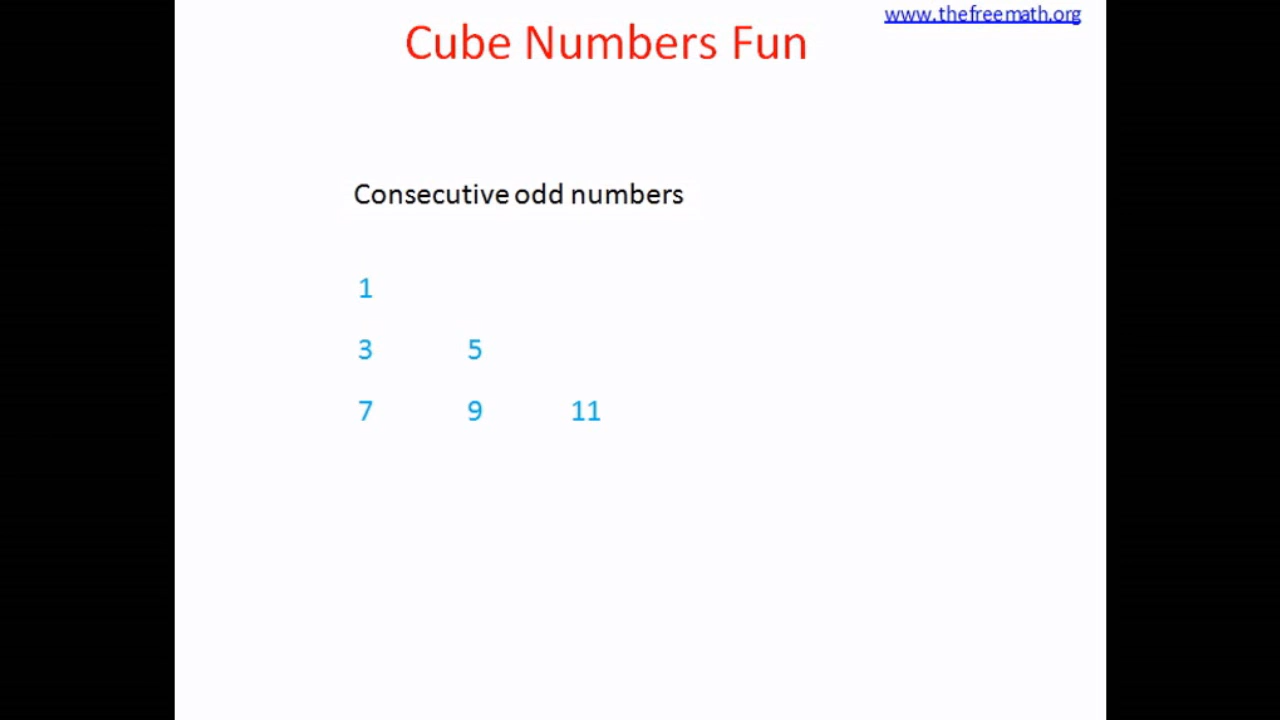 www.thefreemath.org
Cube Numbers Fun
Consecutive odd numbers
1
3 5
7 9 11